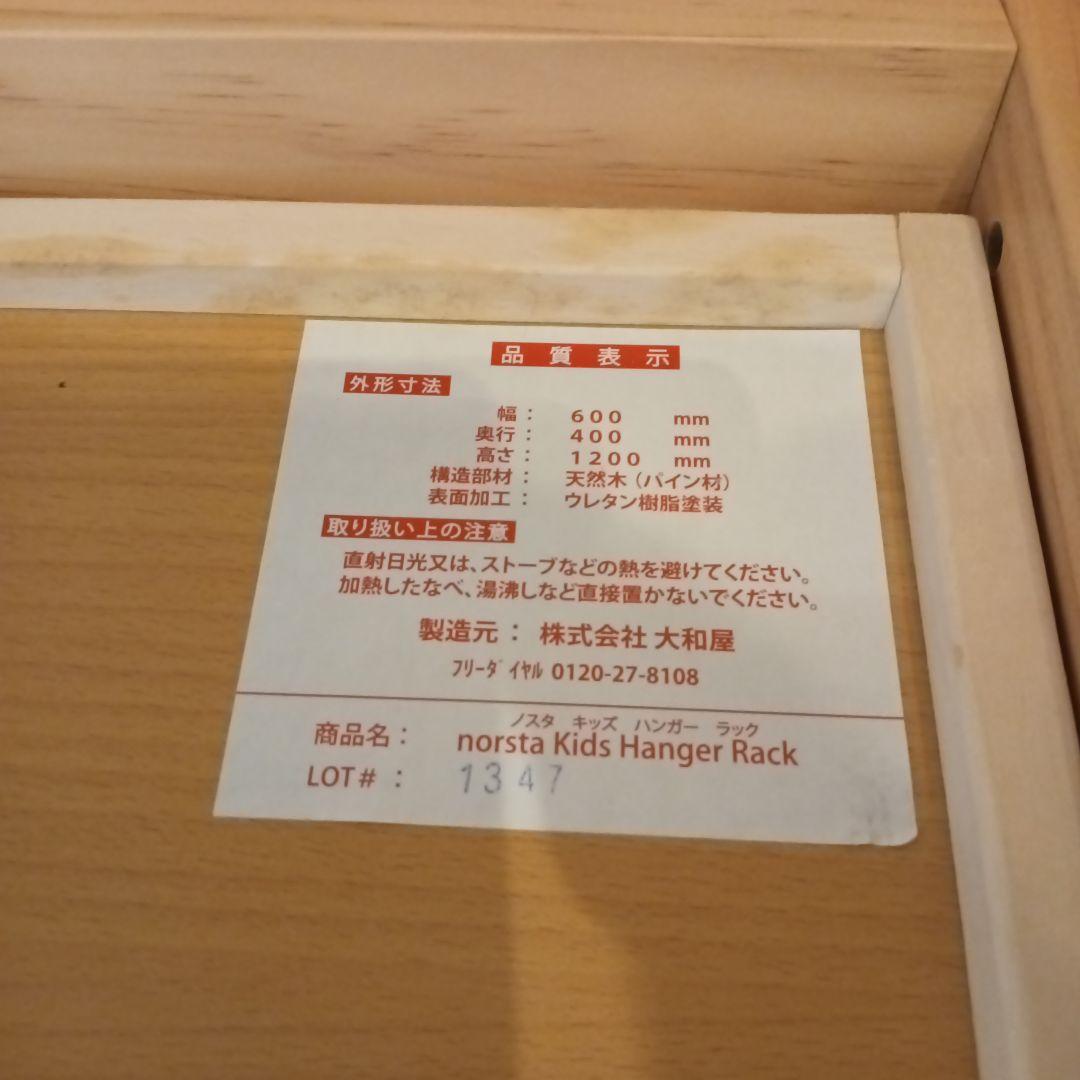 品質表示
外形寸法
幅： 600 mm
奥行： 400 mm
高さ： 1200 mm
構造部材： 天然木（パイン材）
表面加工： ウレタン樹脂塗装
取り扱い上の注意
直射日光又は、ストーブなどの熱を避けてください。
加熱したなべ、湯沸しなど直接置かないでください。
製造元： 株式会社 大和屋
フリーダイヤル 0120-27-8108
ノスタ キッズ ハンガー ラック
商品名： norsta Kids Hanger Rack
LOT#： 1347